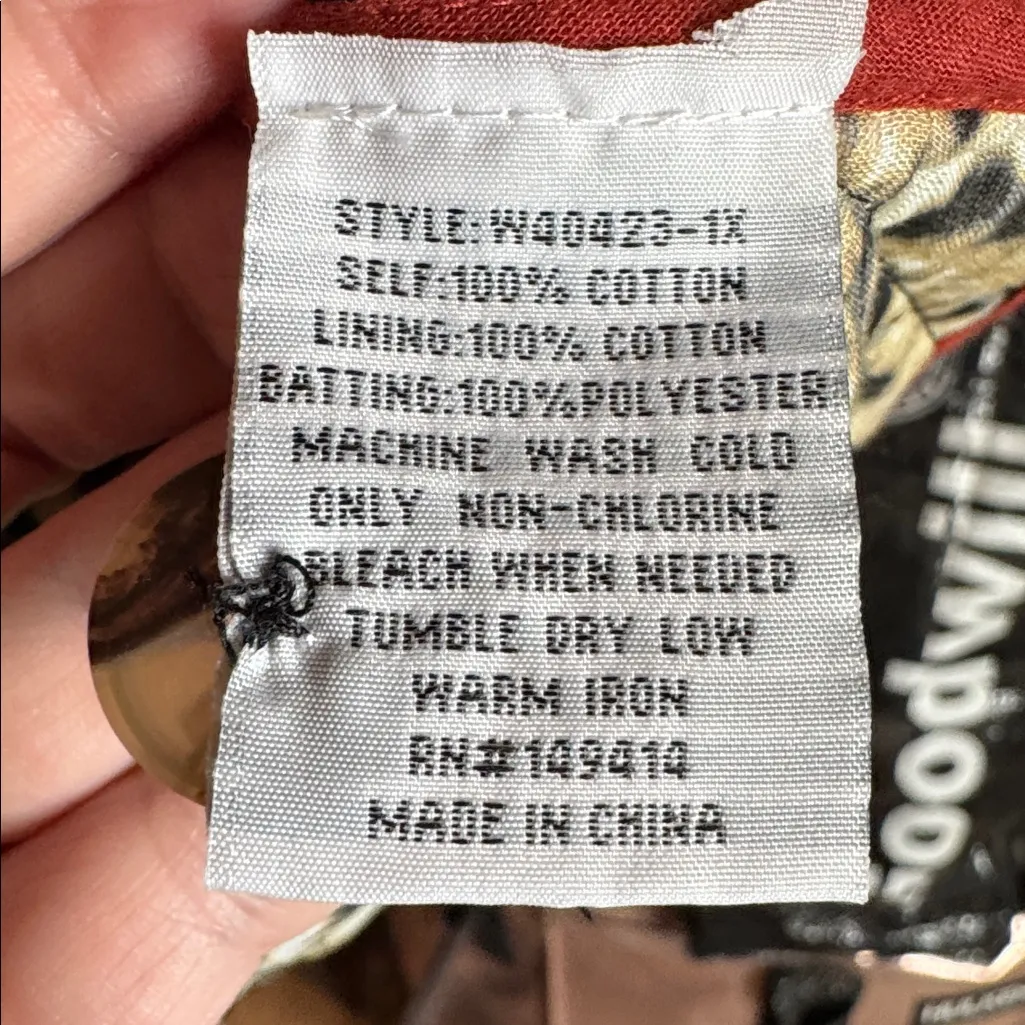 STYLE:W40423-1X
SELF:100% COTTON
LINING:100% COTTON
BATTING:100%POLYESTER
MACHINE WASH COLD
ONLY NON-CHLORINE
BLEACH WHEN NEEDED
TUMBLE DRY LOW
WARM IRON
RN#149414
MADE IN CHINA
oodwill